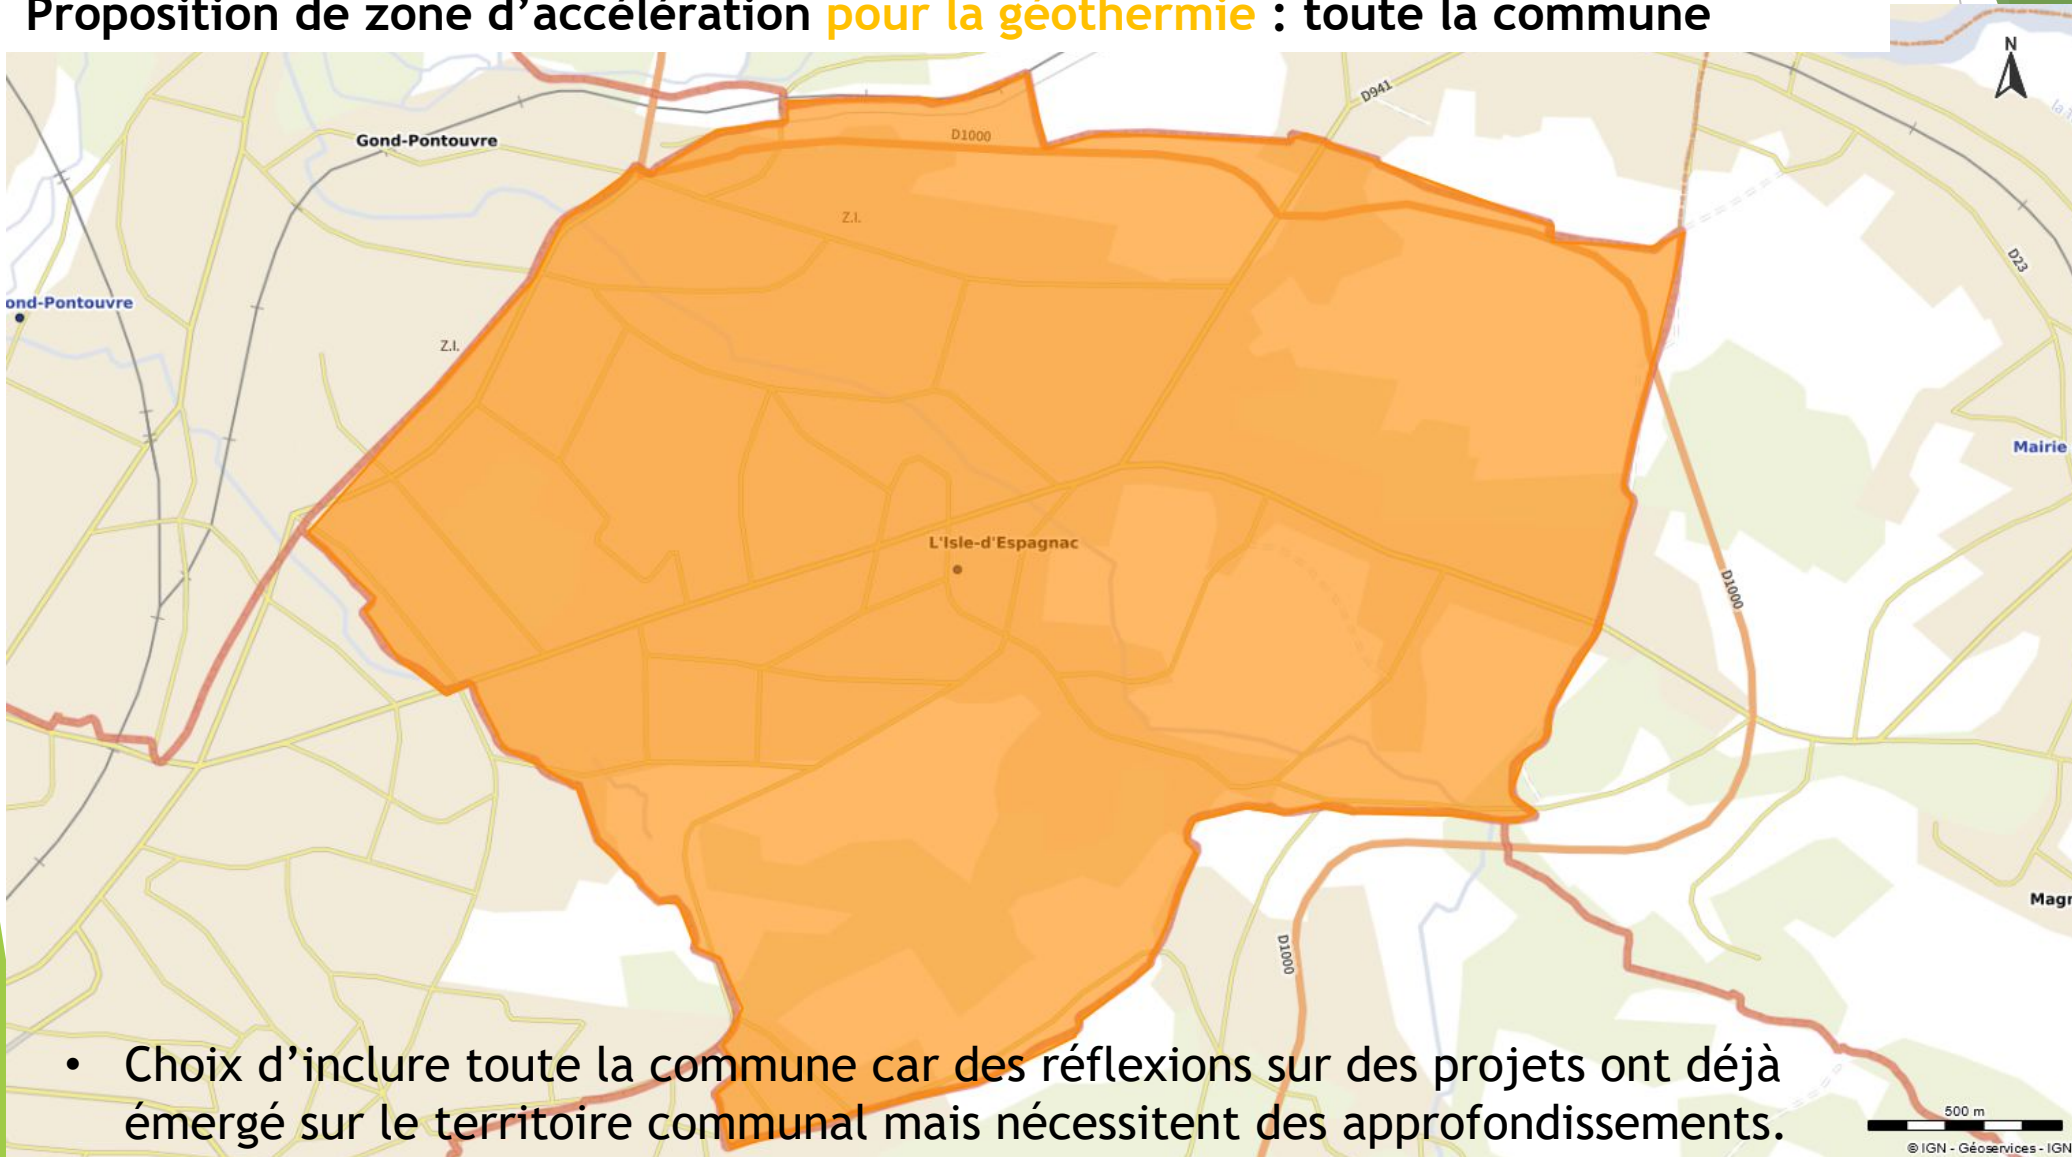 Proposition de zone d’accélération pour la géothermie : toute la commune
N
D941
Gond-Pontouvre
D1000
Z.I.
D23
ond-Pontouvre
Z.I.
Mairie
L'Isle-d'Espagnac
D1000
Magn
D1000
• Choix d’inclure toute la commune car des réflexions sur des projets ont déjà
émergé sur le territoire communal mais nécessitent des approfondissements.
500 m
© IGN - Géoservices - IGN